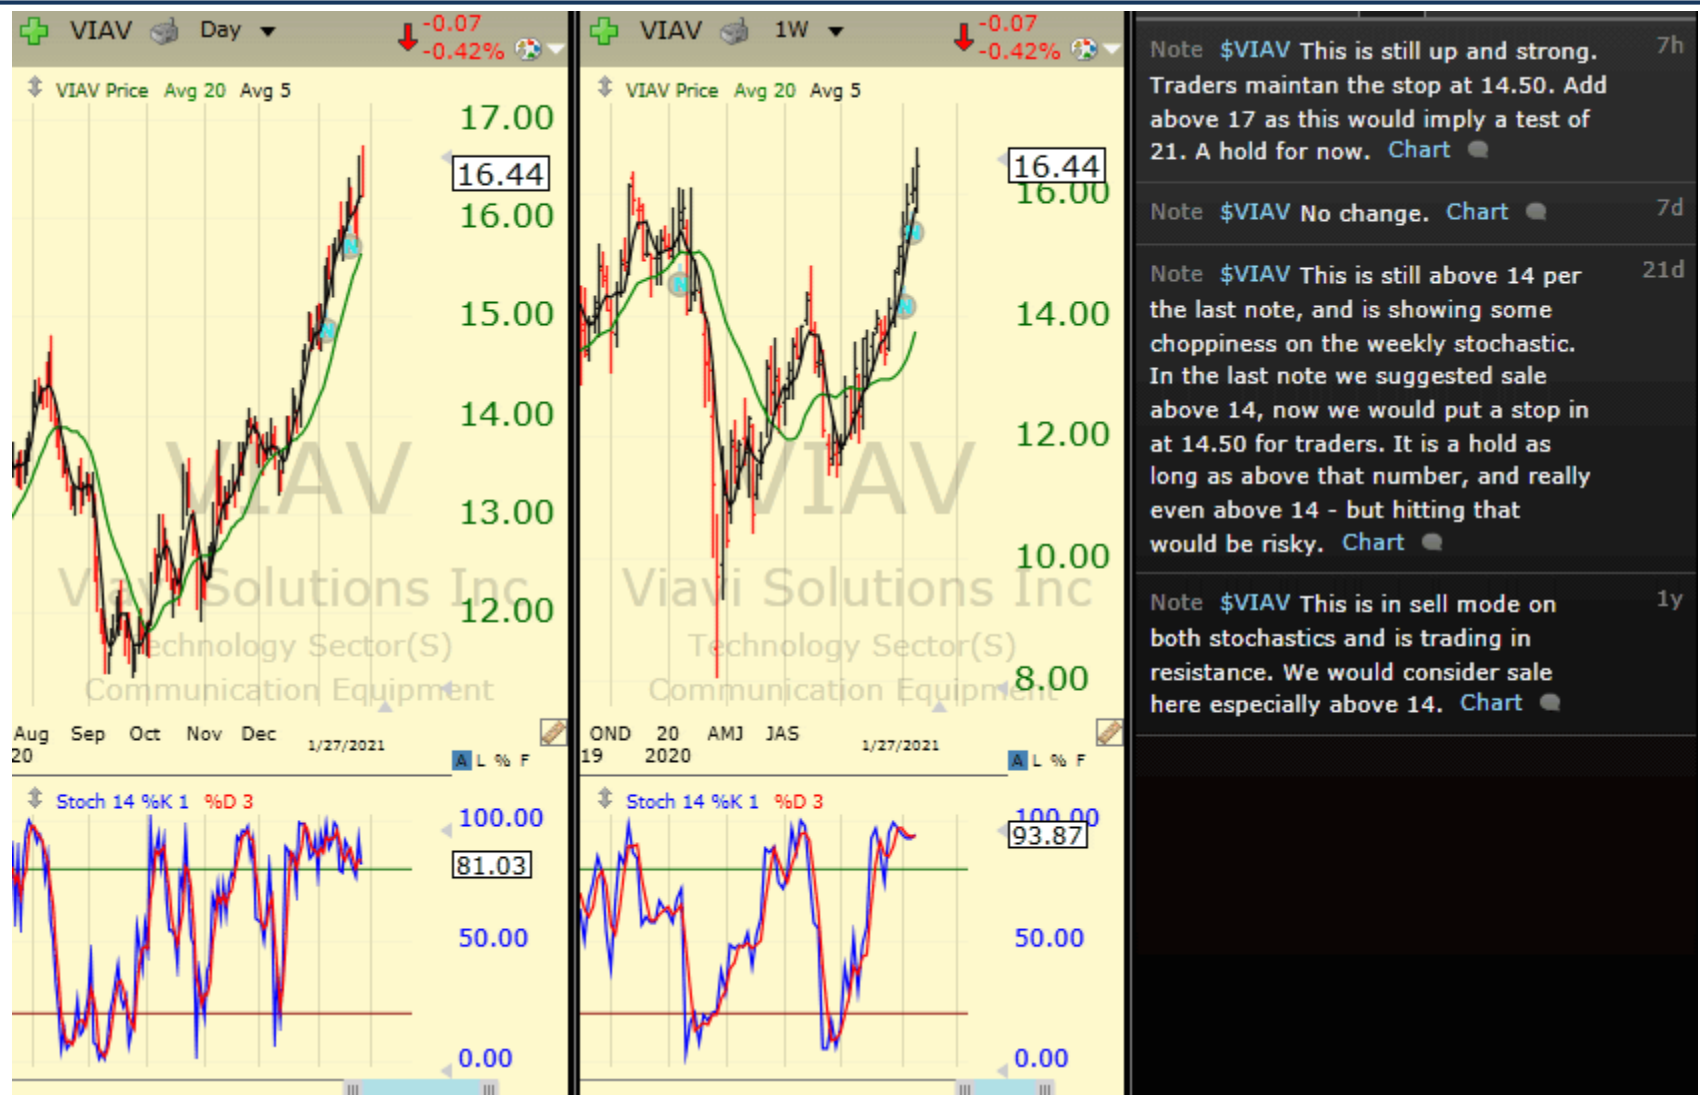 VIAV Day
-0.07
-0.42%
VIAV Price Avg 20 Avg 5
17.00
16.44
16.00
15.00
14.00
13.00
12.00
VIAV
Viavi Solutions Inc
Technology Sector(S)
Communication Equipment
Aug Sep Oct Nov Dec
20
1/27/2021
A L % F
Stoch 14 %K 1 %D 3
100.00
81.03
50.00
0.00
N
N
VIAV 1W
-0.07
-0.42%
VIAV Price Avg 20 Avg 5
16.44
16.00
14.00
12.00
10.00
8.00
VIAV
Viavi Solutions Inc
Technology Sector(S)
Communication Equipment
OND 20 AMJ JAS
19 2020
1/27/2021
A L % F
Stoch 14 %K 1 %D 3
100.00
93.87
50.00
0.00
N
N
N
Note $VIAV This is still up and strong. 7h
Traders maintan the stop at 14.50. Add
above 17 as this would imply a test of
21. A hold for now. Chart
Note $VIAV No change. Chart 7d
Note $VIAV This is still above 14 per 21d
the last note, and is showing some
choppiness on the weekly stochastic.
In the last note we suggested sale
above 14, now we would put a stop in
at 14.50 for traders. It is a hold as
long as above that number, and really
even above 14 - but hitting that
would be risky. Chart
Note $VIAV This is in sell mode on 1y
both stochastics and is trading in
resistance. We would consider sale
here especially above 14. Chart